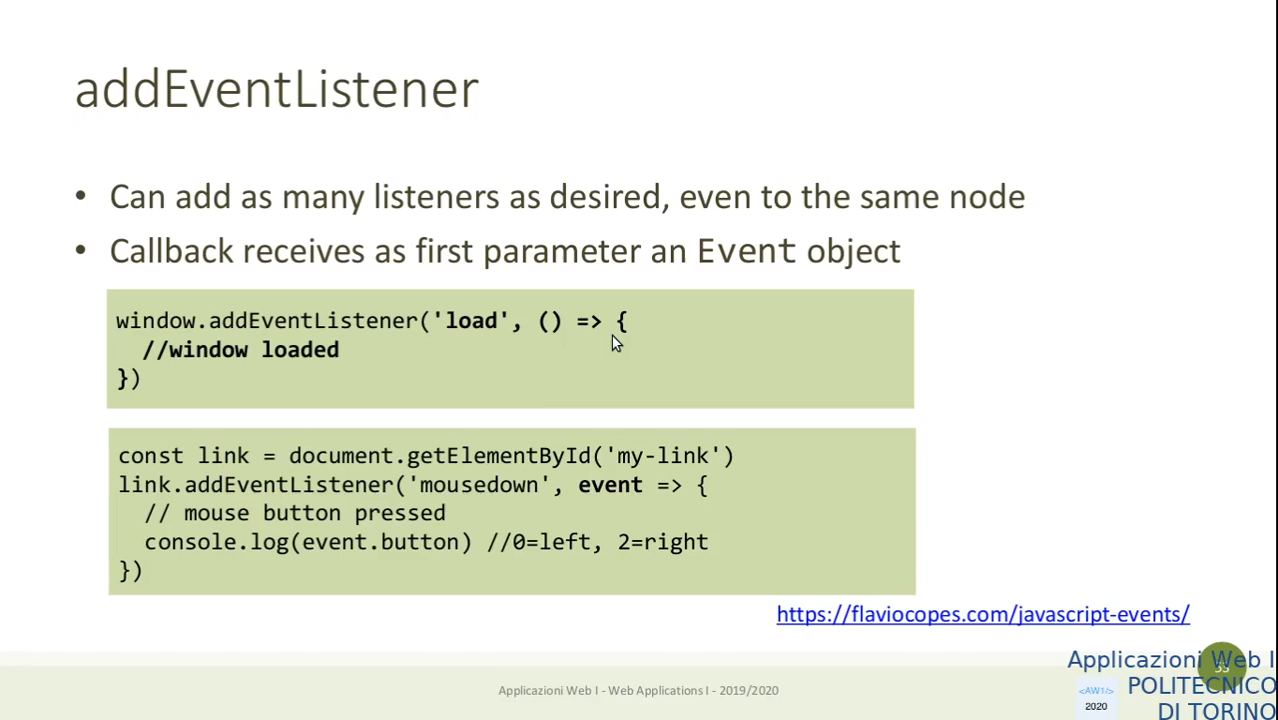 addEventListener
• Can add as many listeners as desired, even to the same node
• Callback receives as first parameter an Event object
window.addEventListener('load', () => {
//window loaded
})
const link = document.getElementById('my-link')
link.addEventListener('mousedown', event => {
// mouse button pressed
console.log(event.button) //0=left, 2=right
})
https://flaviocopes.com/javascript-events/
Applicazioni Web I - Web Applications I - 2019/2020
Applicazioni Web I
POLITECNICO
DI TORINO
<AW1/>
2020